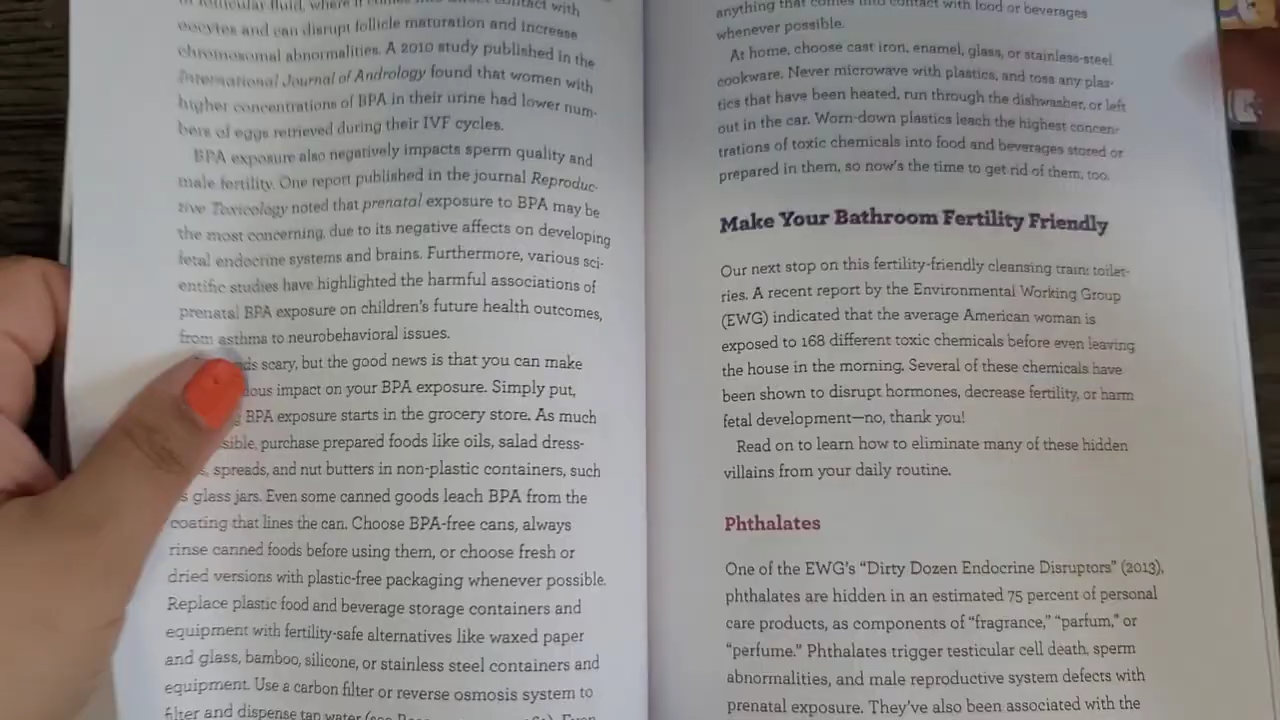 oocytes and can disrupt follicle maturation and increase
chromosomal abnormalities. A 2010 study published in the
International Journal of Andrology found that women with
higher concentrations of BPA in their urine had lower num-
bers of eggs retrieved during their IVF cycles.
BPA exposure also negatively impacts sperm quality and
male fertility. One report published in the journal Reproduc-
tive Toxicology noted that prenatal exposure to BPA may be
the most concerning, due to its negative affects on developing
fetal endocrine systems and brains. Furthermore, various sci-
entific studies have highlighted the harmful associations of
prenatal BPA exposure on children's future health outcomes,
from asthma to neurobehavioral issues.
scary, but the good news is that you can make
impact on your BPA exposure. Simply put,
BPA exposure starts in the grocery store. As much
purchase prepared foods like oils, salad dress-
spreads, and nut butters in non-plastic containers, such
glass jars. Even some canned goods leach BPA from the
coating that lines the can. Choose BPA-free cans, always
rinse canned foods before using them, or choose fresh or
dried versions with plastic-free packaging whenever possible.
Replace plastic food and beverage storage containers and
equipment with fertility-safe alternatives like waxed paper
and glass, bamboo, silicone, or stainless steel containers and
equipment. Use a carbon filter or reverse osmosis system to
filter and dispense tap water
anything that comes into contact with food or beverages
whenever possible.
At home, choose cast iron, enamel, glass, or stainless-steel
cookware. Never microwave with plastics, and toss any plas-
tics that have been heated, run through the dishwasher, or left
out in the car. Worn-down plastics leach the highest concen-
trations of toxic chemicals into food and beverages stored or
prepared in them, so now's the time to get rid of them, too.
Make Your Bathroom Fertility Friendly
Our next stop on this fertility-friendly cleansing train: toilet-
ries. A recent report by the Environmental Working Group
(EWG) indicated that the average American woman is
exposed to 168 different toxic chemicals before even leaving
the house in the morning. Several of these chemicals have
been shown to disrupt hormones, decrease fertility, or harm
fetal development—no, thank you!
Read on to learn how to eliminate many of these hidden
villains from your daily routine.
Phthalates
One of the EWG's “Dirty Dozen Endocrine Disruptors” (2013),
phthalates are hidden in an estimated 75 percent of personal
care products, as components of “fragrance,” “parfum,” or
“perfume.” Phthalates trigger testicular cell death, sperm
abnormalities, and male reproductive system defects with
prenatal exposure. They've also been associated with the